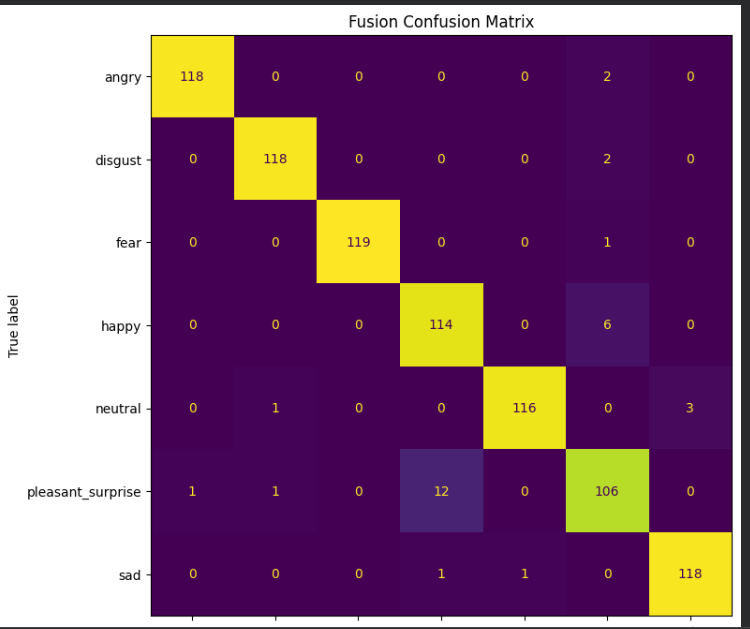 Fusion Confusion Matrix
True label
angry 118 0 0 0 0 2 0
disgust 0 118 0 0 0 2 0
fear 0 0 119 0 0 1 0
happy 0 0 0 114 0 6 0
neutral 0 1 0 0 116 0 3
pleasant_surprise 1 1 0 12 0 106 0
sad 0 0 0 1 1 0 118